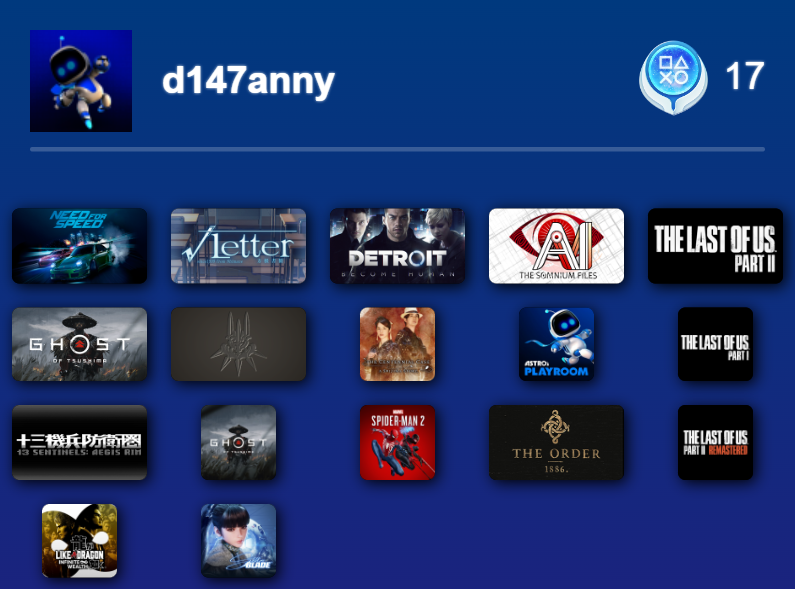 d147anny
17
NEED FOR
SPEED
√Letter
DETROIT
BECOME HUMAN
AI
THE SOMNIUM FILES
THE LAST OF US
PART II
GHOST
OF TSUSHIMA
ASTRO's
PLAYROOM
THE LAST OF US
PART I
十三機兵防衛圏
13 SENTINELS: AEGIS RIM
GHOST
OF TSUSHIMA
MARVEL
SPIDER-MAN 2
THE ORDER
1886.
THE LAST OF US
PART II REMASTERED
LIKE A DRAGON
INFINITE WEALTH
BLADE